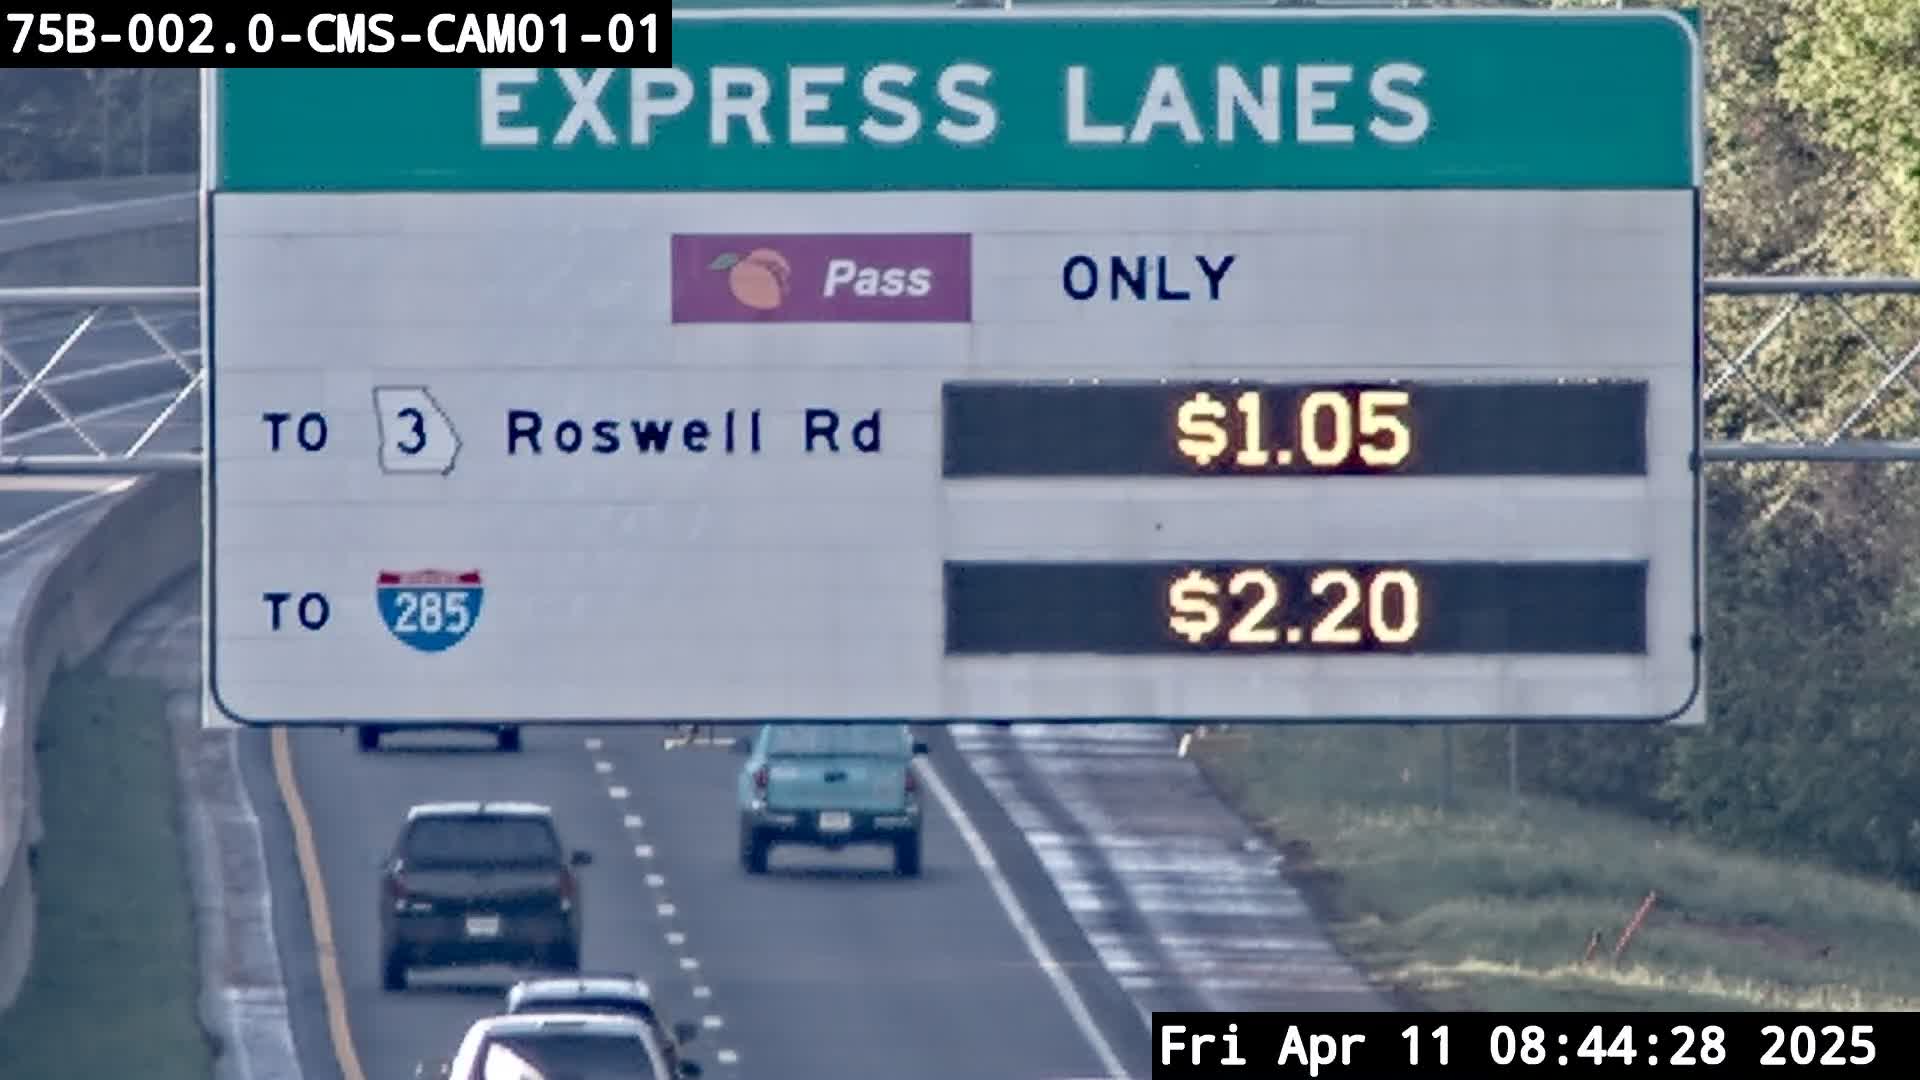 75B-002.0-CMS-CAM01-01
EXPRESS LANES
Pass ONLY
TO 3 Roswell Rd $1.05
TO 285 $2.20
Fri Apr 11 08:44:28 2025